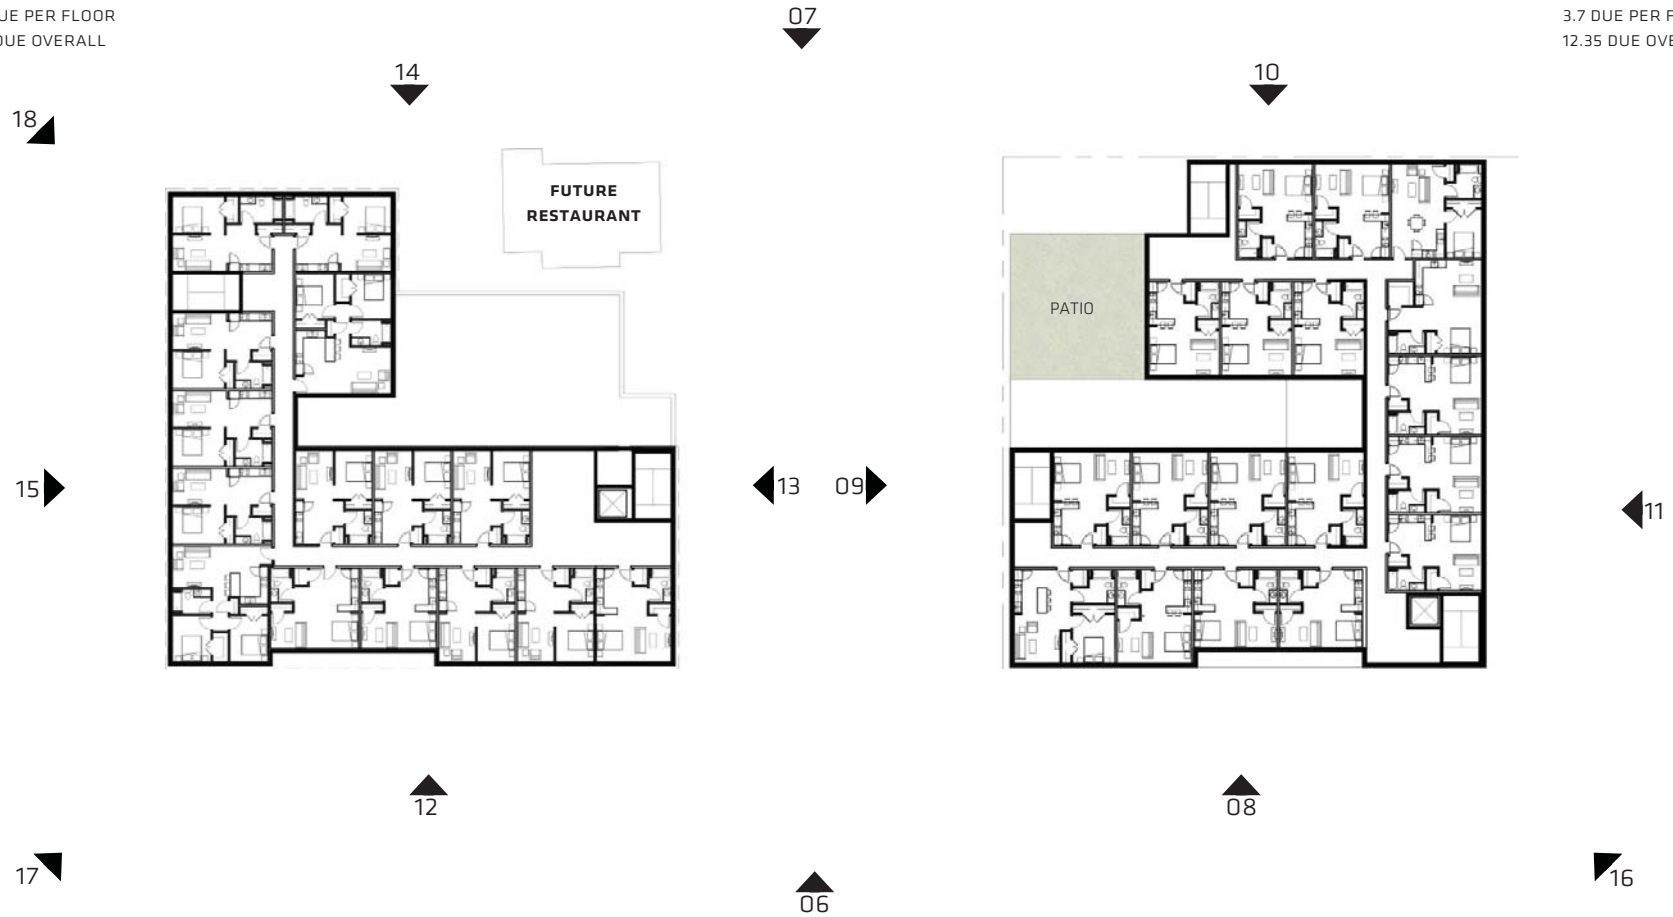 UE PER FLOOR
DUE OVERALL
07
3.7 DUE PER F
12.35 DUE OVE
14
10
18
FUTURE
RESTAURANT
PATIO
15
13
09
11
12
08
17
16
06